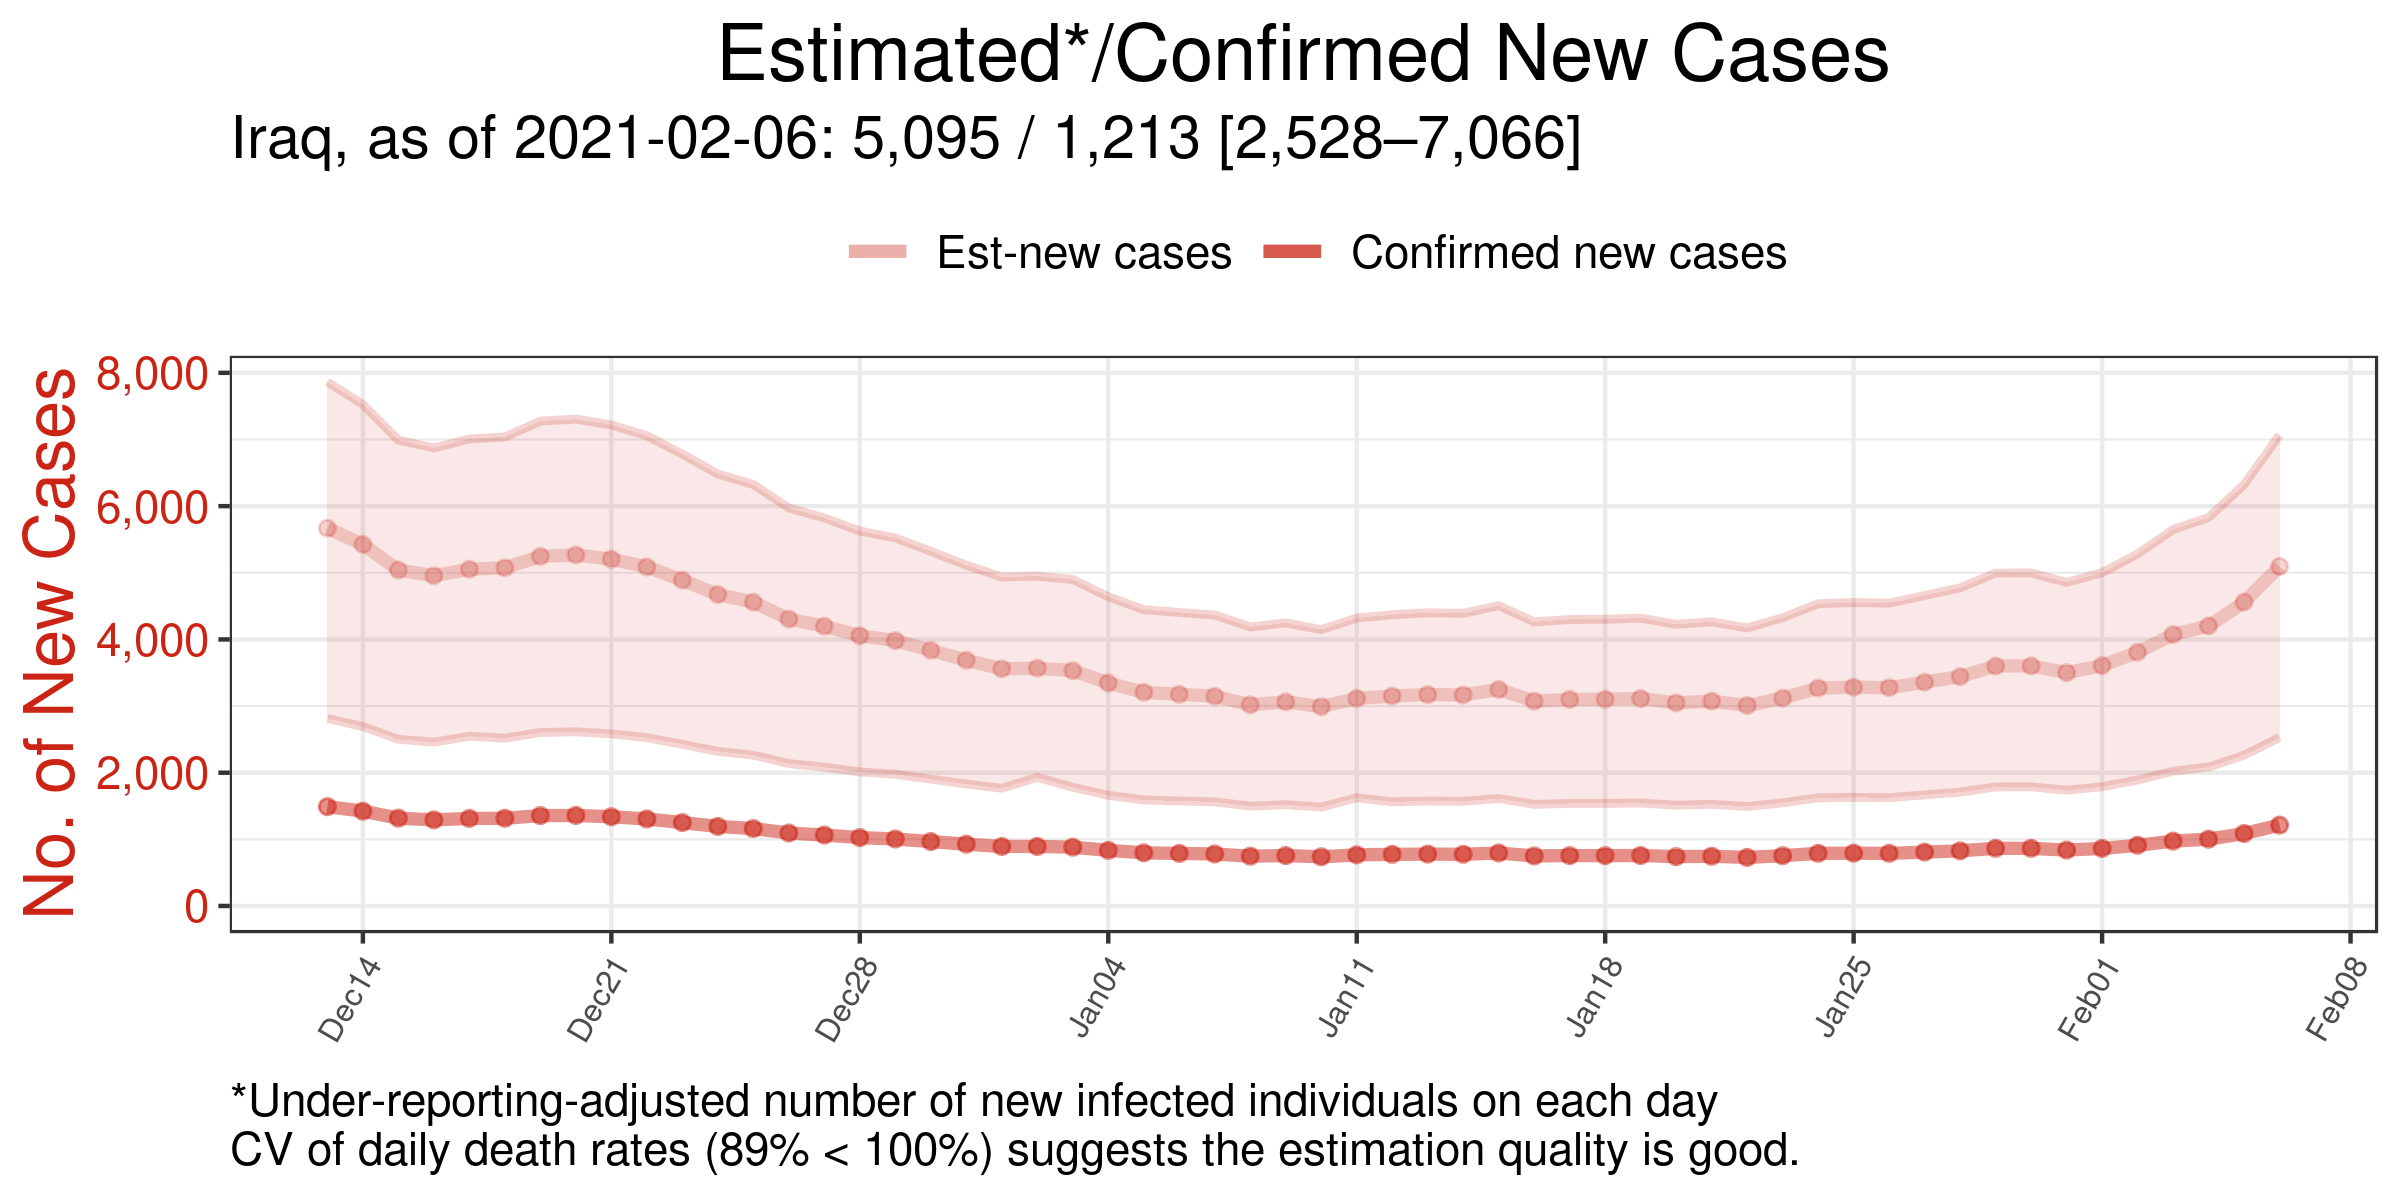 Estimated*/Confirmed New Cases
Iraq, as of 2021-02-06: 5,095 / 1,213 [2,528–7,066]
Est-new cases
Confirmed new cases
No. of New Cases
8,000
6,000
4,000
2,000
0
Dec14
Dec21
Dec28
Jan04
Jan11
Jan18
Jan25
Feb01
Feb08
*Under-reporting-adjusted number of new infected individuals on each day
CV of daily death rates (89% < 100%) suggests the estimation quality is good.